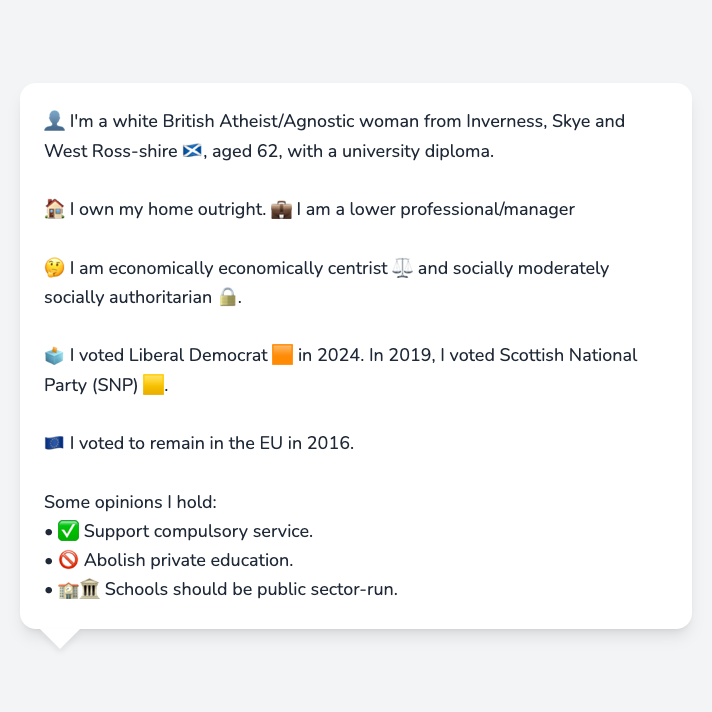 👤 I'm a white British Atheist/Agnostic woman from Inverness, Skye and
West Ross-shire 🏴󠁧󠁢󠁳󠁣󠁴󠁿, aged 62, with a university diploma.
🏠 I own my home outright. 💼 I am a lower professional/manager
🤔 I am economically economically centrist ⚖️ and socially moderately
socially authoritarian 🔒.
🗳️ I voted Liberal Democrat 🟧 in 2024. In 2019, I voted Scottish National
Party (SNP) 🟨.
🇪🇺 I voted to remain in the EU in 2016.
Some opinions I hold:
• ✅ Support compulsory service.
• 🚫 Abolish private education.
• 🏫🏛️ Schools should be public sector-run.